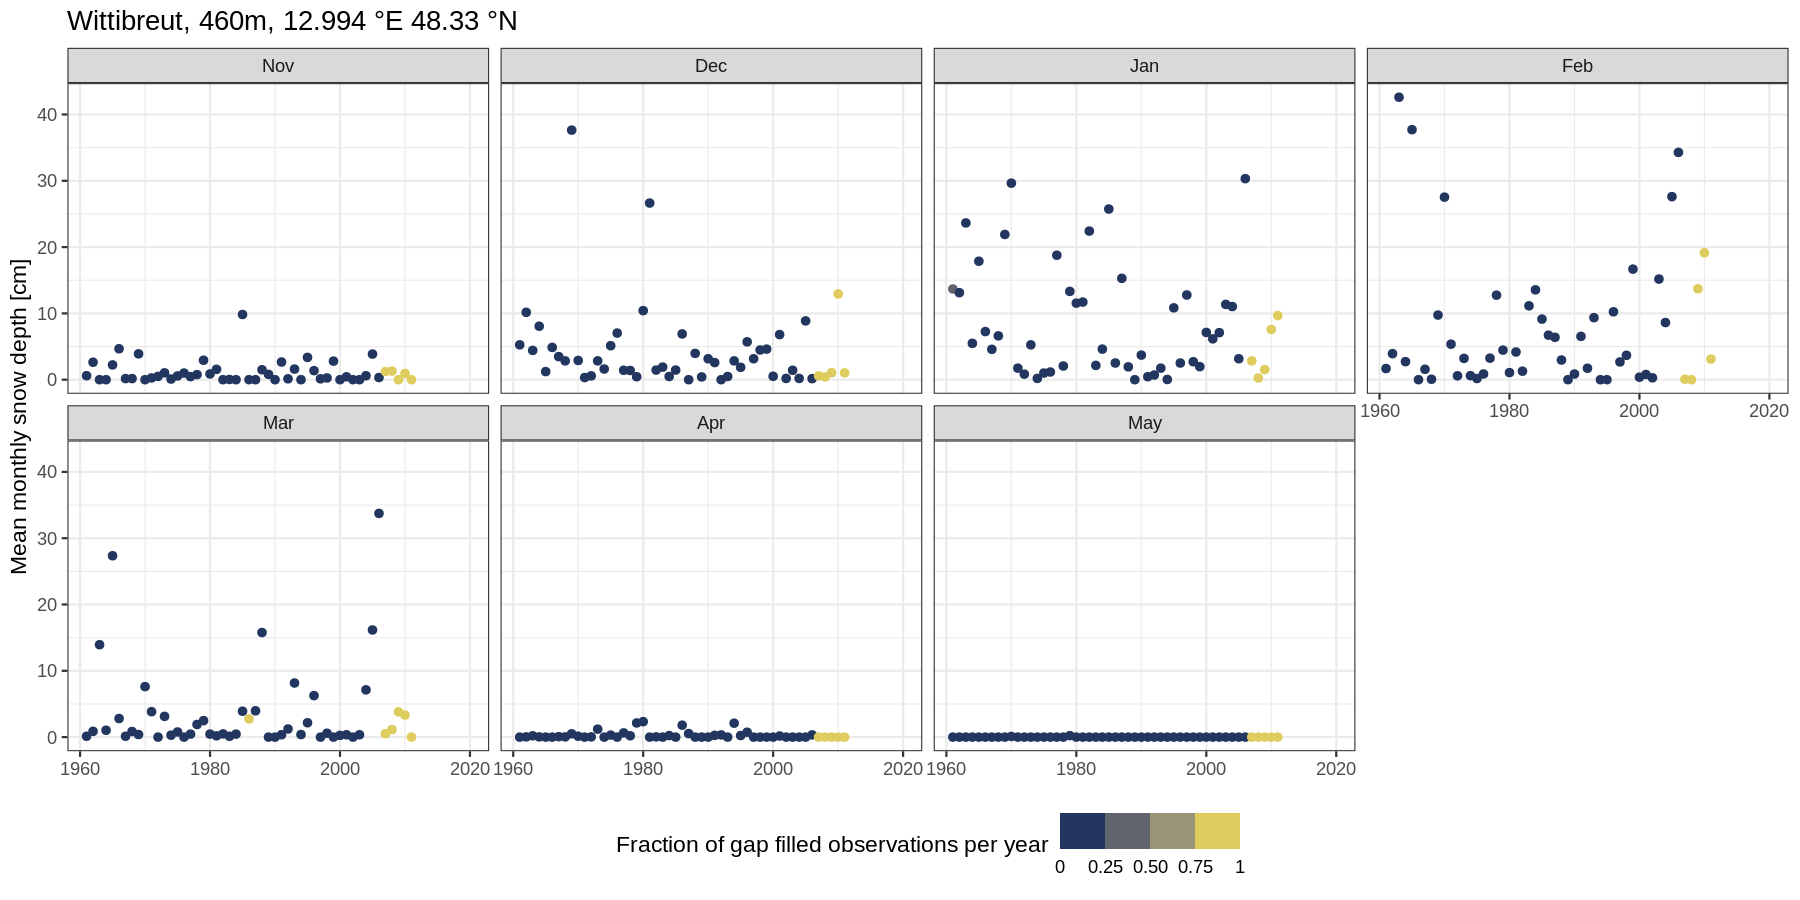 Wittibreut, 460m, 12.994 °E 48.33 °N
Nov
Dec
Jan
Feb
40
30
20
10
0
1960 1980 2000 2020
Mean monthly snow depth [cm]
Mar
Apr
May
40
30
20
10
0
1960 1980 2000 2020
1960 1980 2000 2020
1960 1980 2000 2020
Fraction of gap filled observations per year
0 0.25 0.50 0.75 1